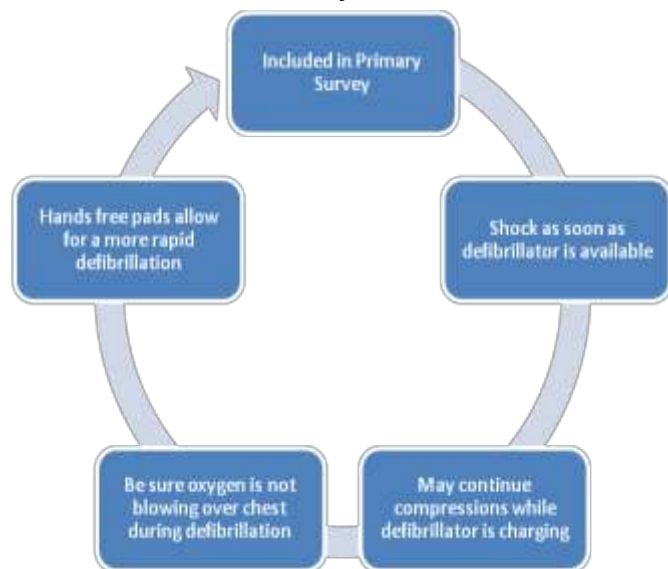 Included in Primary
Survey
Shock as soon as
defibrillator is available
May continue
compressions while
defibrillator is charging
Be sure oxygen is not
blowing over chest
during defibrillation
Hands free pads allow
for a more rapid
defibrillation